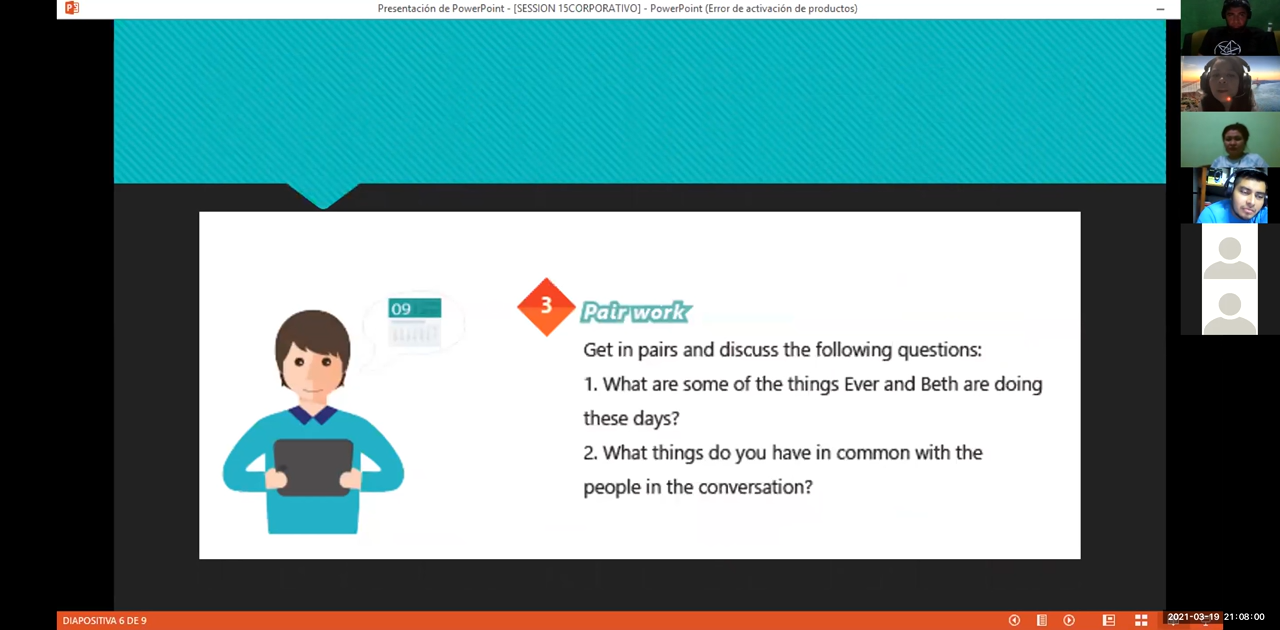 Presentación de PowerPoint - [SESSION 15CORPORATIVO] - PowerPoint (Error de activación de productos)
09
3
Pair work
Get in pairs and discuss the following questions:
1. What are some of the things Ever and Beth are doing
these days?
2. What things do you have in common with the
people in the conversation?
DIAPOSITIVA 6 DE 9
2021-03-19 21:08:00